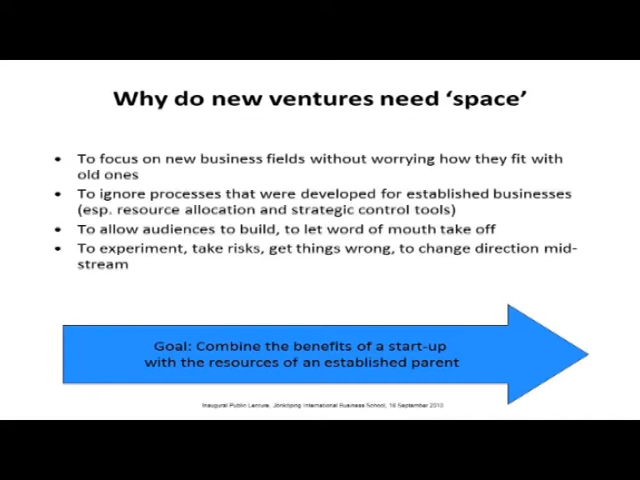 Why do new ventures need ‘space’
• To focus on new business fields without worrying how they fit with
old ones
• To ignore processes that were developed for established businesses
(esp. resource allocation and strategic control tools)
• To allow audiences to build, to let word of mouth take off
• To experiment, take risks, get things wrong, to change direction mid-
stream
Goal: Combine the benefits of a start-up
with the resources of an established parent
Inaugural Public Lecture, Jönköping International Business School, 16 September 2010